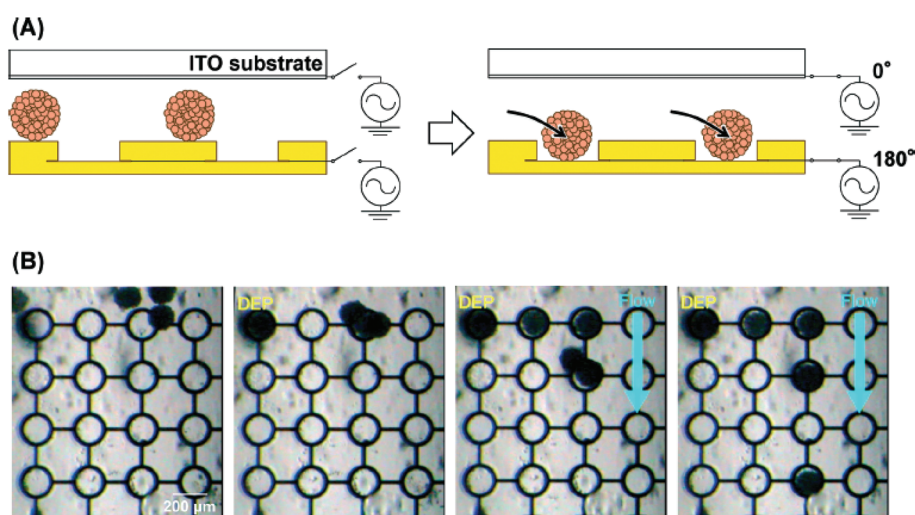 (A)
ITO substrate
0°
180°
(B)
DEP
DEP
Flow
DEP
Flow
200 μm